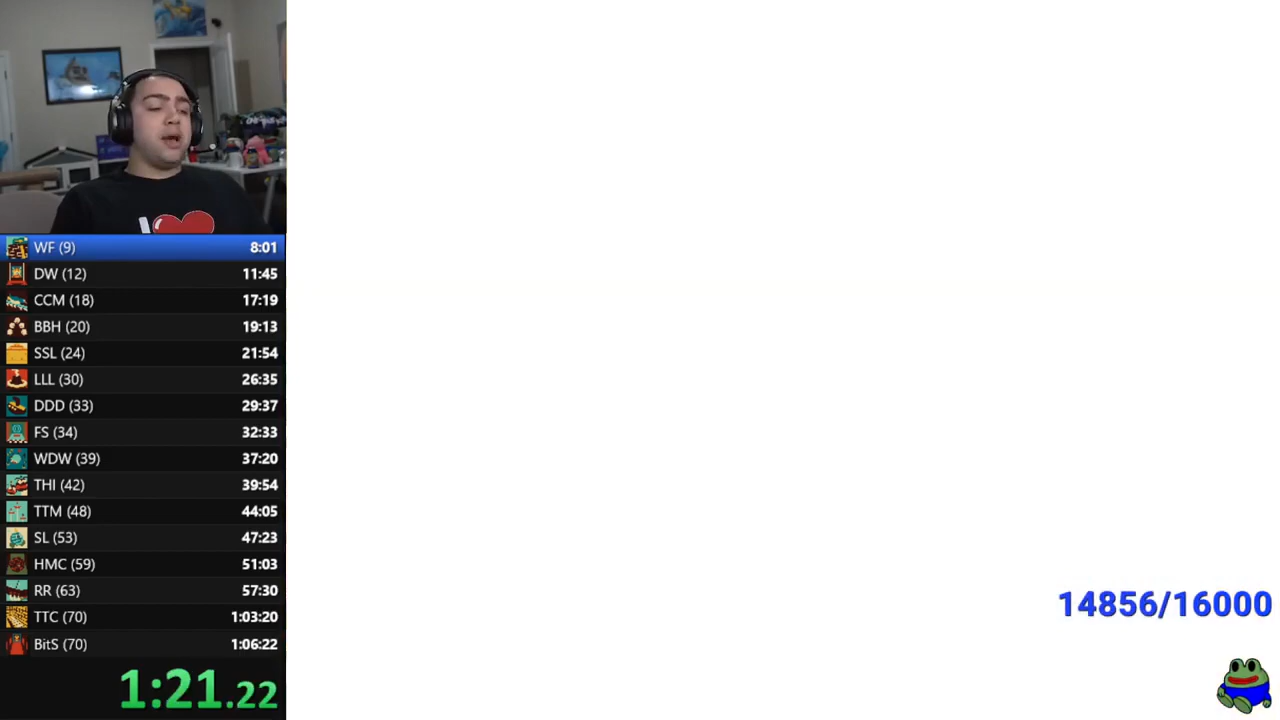 I
WF (9) 8:01
DW (12) 11:45
CCM (18) 17:19
BBH (20) 19:13
SSL (24) 21:54
LLL (30) 26:35
DDD (33) 29:37
FS (34) 32:33
WDW (39) 37:20
THI (42) 39:54
TTM (48) 44:05
SL (53) 47:23
HMC (59) 51:03
RR (63) 57:30
TTC (70) 1:03:20
BitS (70) 1:06:22
1:21.22
14856/16000